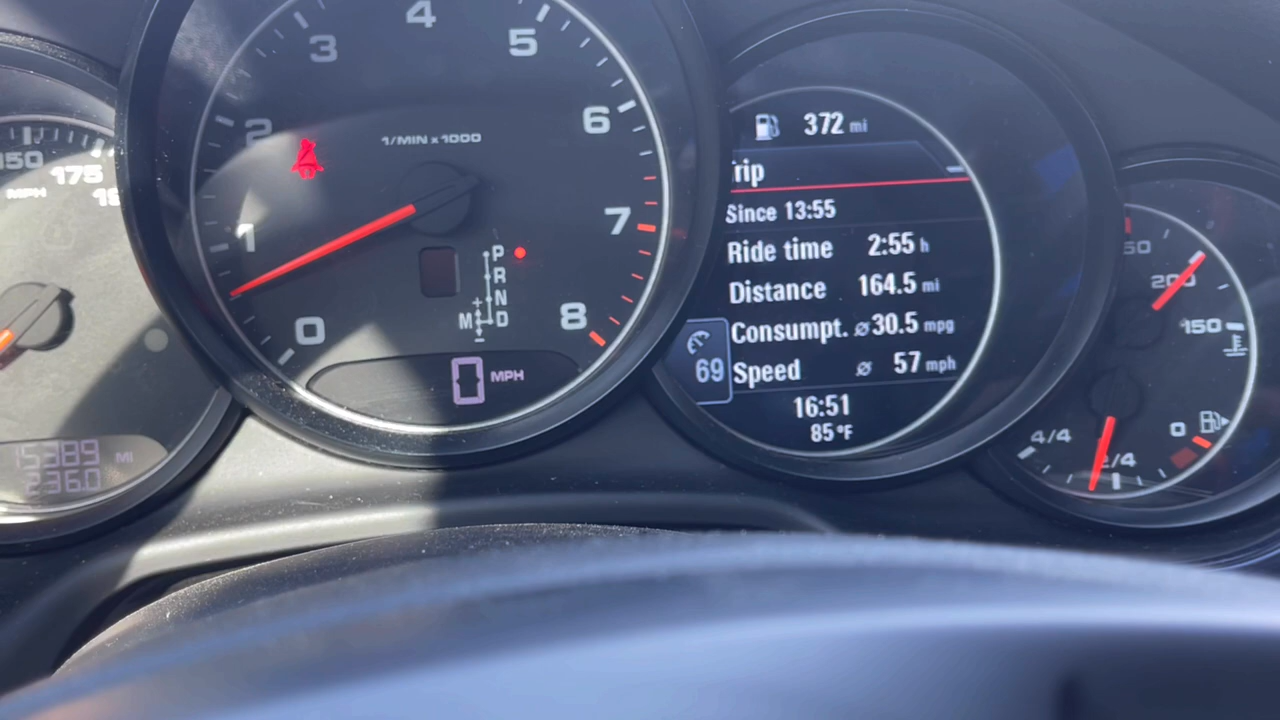 150
MPH
175
15389 MI
236.0
0
1
2
3
4
5
6
7
8
1/MIN x 1000
P
R
N
M D
+
-
0 MPH
372 mi
Since 13:55
Ride time 2:55 h
Distance 164.5 mi
Consumpt. ø 30.5 mpg
69
Speed ø 57 mph
16:51
85°F
200
150
0
4/4
2/4